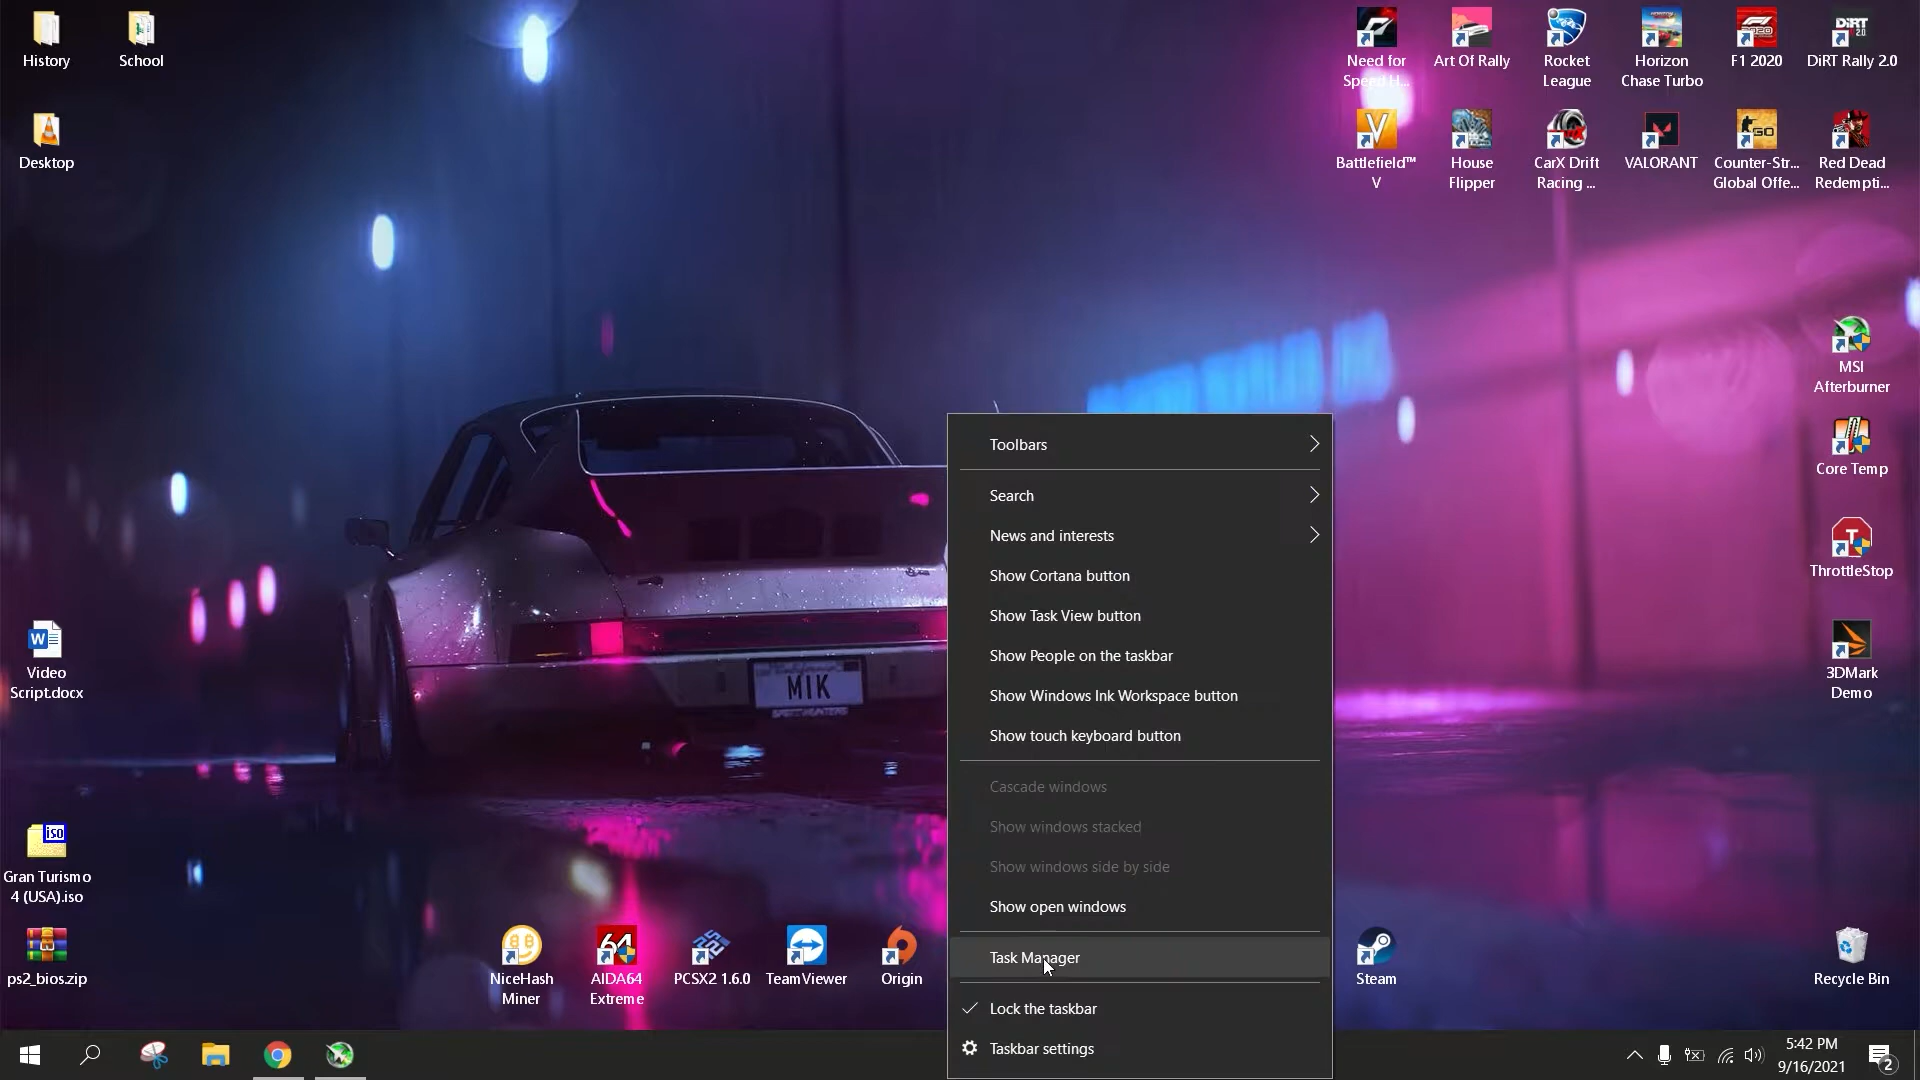 History
School
Need for
Speed H...
Art Of Rally
Rocket
League
Horizon
Chase Turbo
F1 2020
DiRT Rally 2.0
Desktop
Battlefield™
V
House
Flipper
CarX Drift
Racing ...
VALORANT
Counter-Str...
Global Offe...
Red Dead
Redempti...
MSI
Afterburner
Core Temp
ThrottleStop
3DMark
Demo
Video
Script.docx
MIK
SPEEDHUNTERS
Toolbars
Search
News and interests
Show Cortana button
Show Task View button
Show People on the taskbar
Show Windows Ink Workspace button
Show touch keyboard button
Cascade windows
Show windows stacked
Show windows side by side
Show open windows
Task Manager
Lock the taskbar
Taskbar settings
iso
Gran Turismo
4 (USA).iso
ps2_bios.zip
64
NiceHash
Miner
AIDA64
Extreme
PCSX2 1.6.0
TeamViewer
Origin
Steam
Recycle Bin
5:42 PM
9/16/2021
2